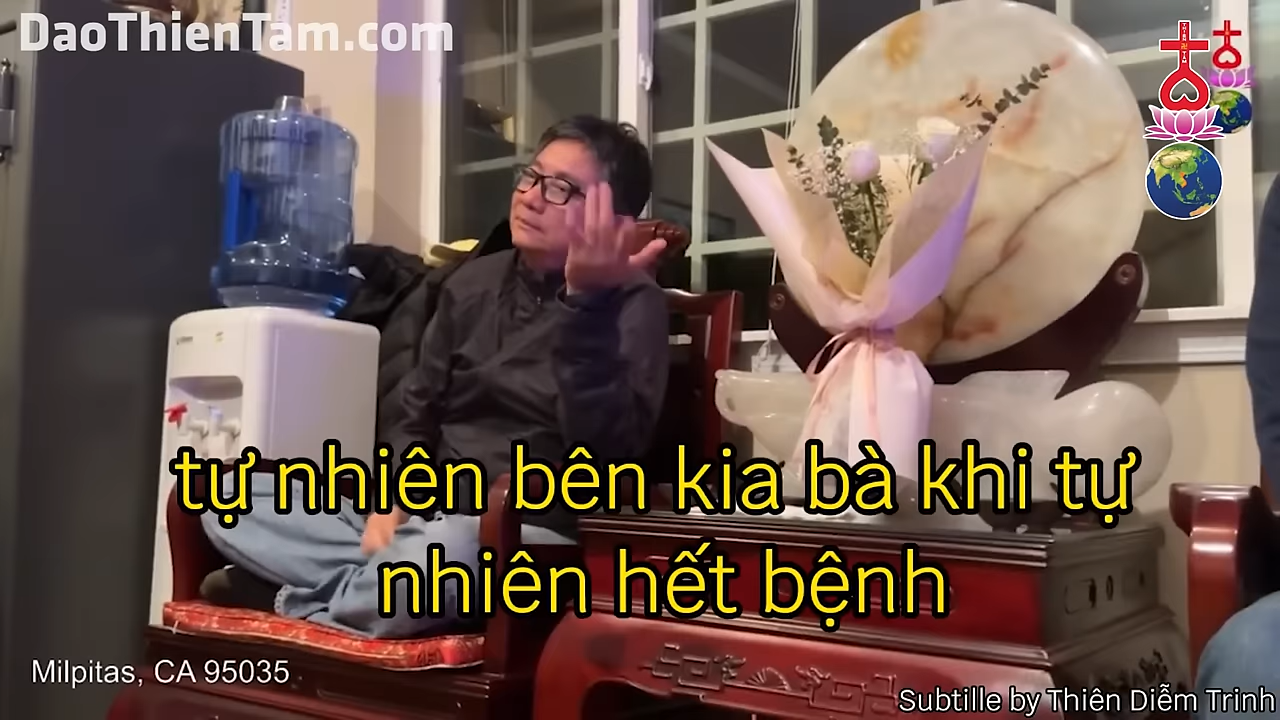 DaoThienTam.com
tự nhiên bên kia bà khi tự
nhiên hết bệnh
Milpitas, CA 95035
Subtille by Thiên Diễm Trinh